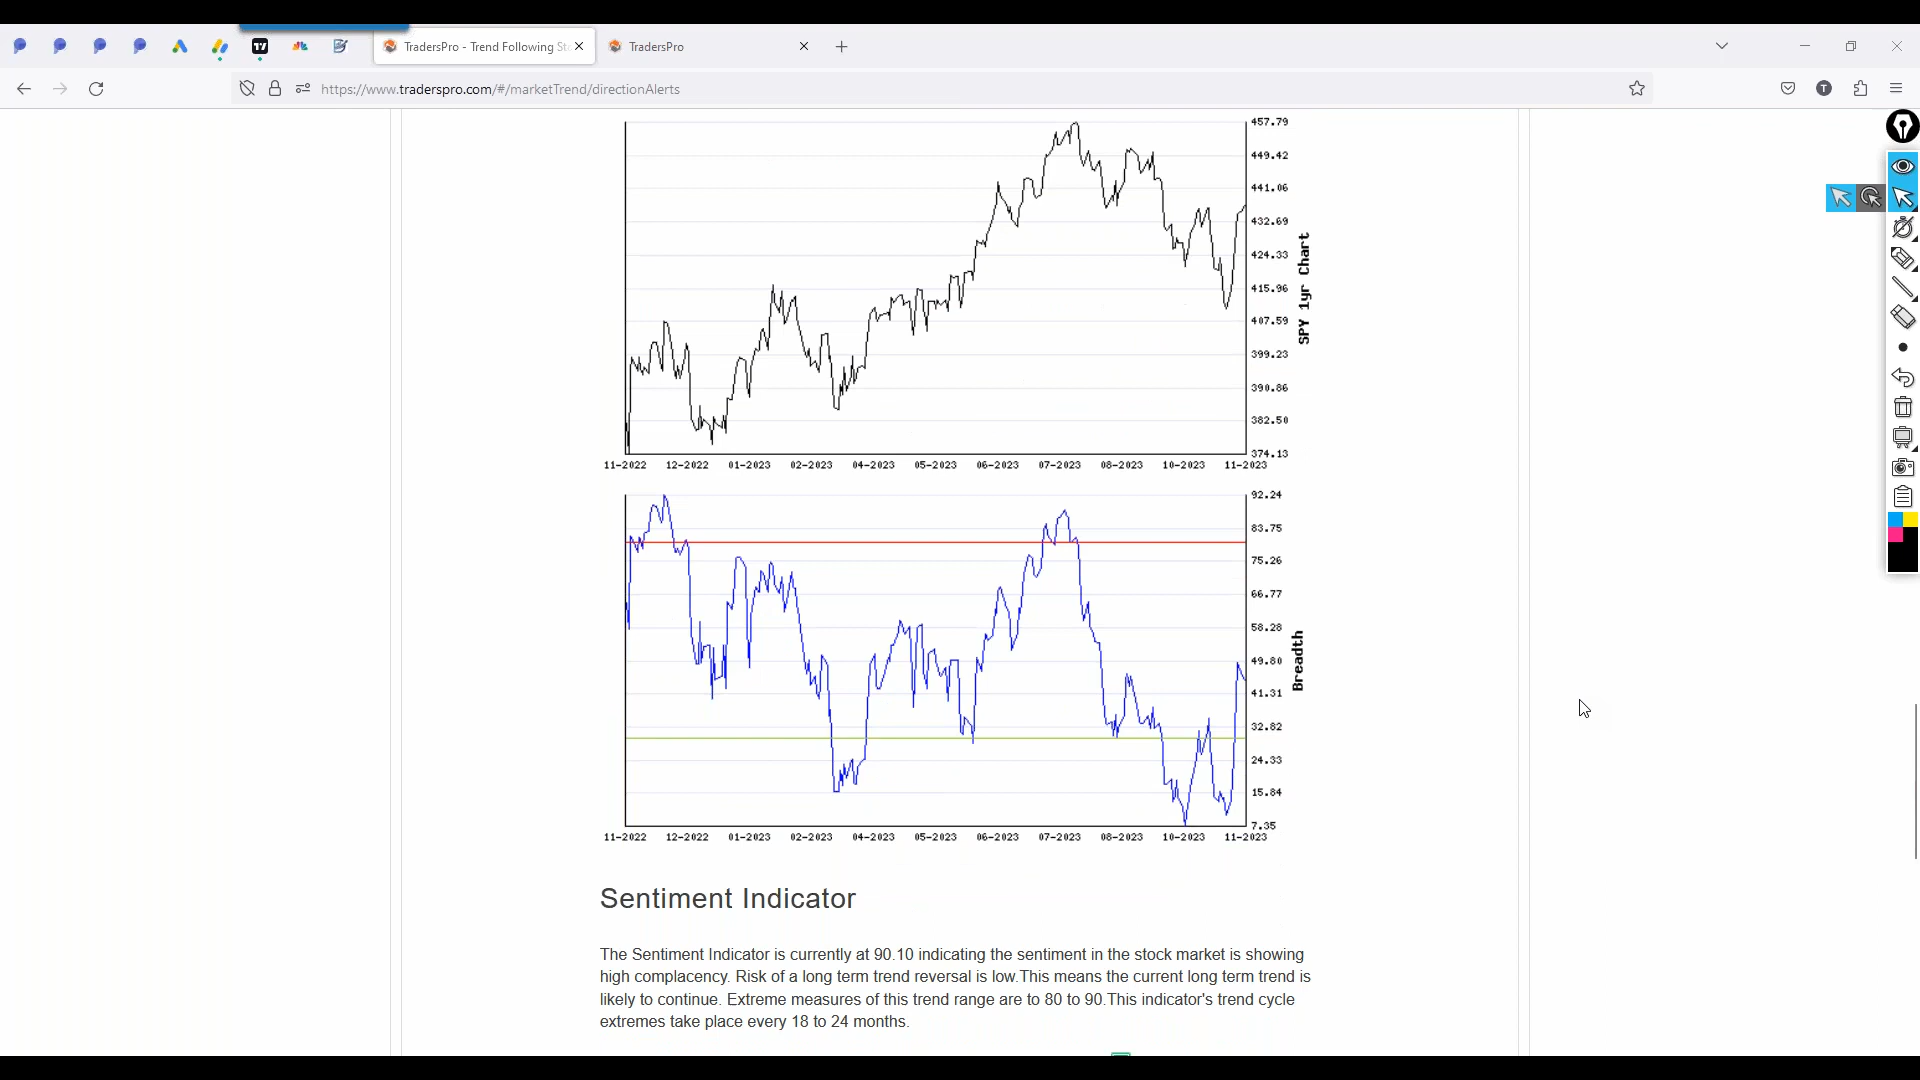 TradersPro - Trend Following Sto
TradersPro
https://www.traderspro.com/#/marketTrend/directionAlerts
T
457.79
449.42
441.06
432.69
424.33
415.96
407.59
399.23
390.86
382.50
374.13
SPY 1yr Chart
11-2022 12-2022 01-2023 02-2023 04-2023 05-2023 06-2023 07-2023 08-2023 10-2023 11-2023
92.24
83.75
75.26
66.77
58.28
49.80
41.31
32.82
24.33
15.84
7.35
Breadth
11-2022 12-2022 01-2023 02-2023 04-2023 05-2023 06-2023 07-2023 08-2023 10-2023 11-2023
Sentiment Indicator
The Sentiment Indicator is currently at 90.10 indicating the sentiment in the stock market is showing
high complacency. Risk of a long term trend reversal is low.This means the current long term trend is
likely to continue. Extreme measures of this trend range are to 80 to 90.This indicator's trend cycle
extremes take place every 18 to 24 months.